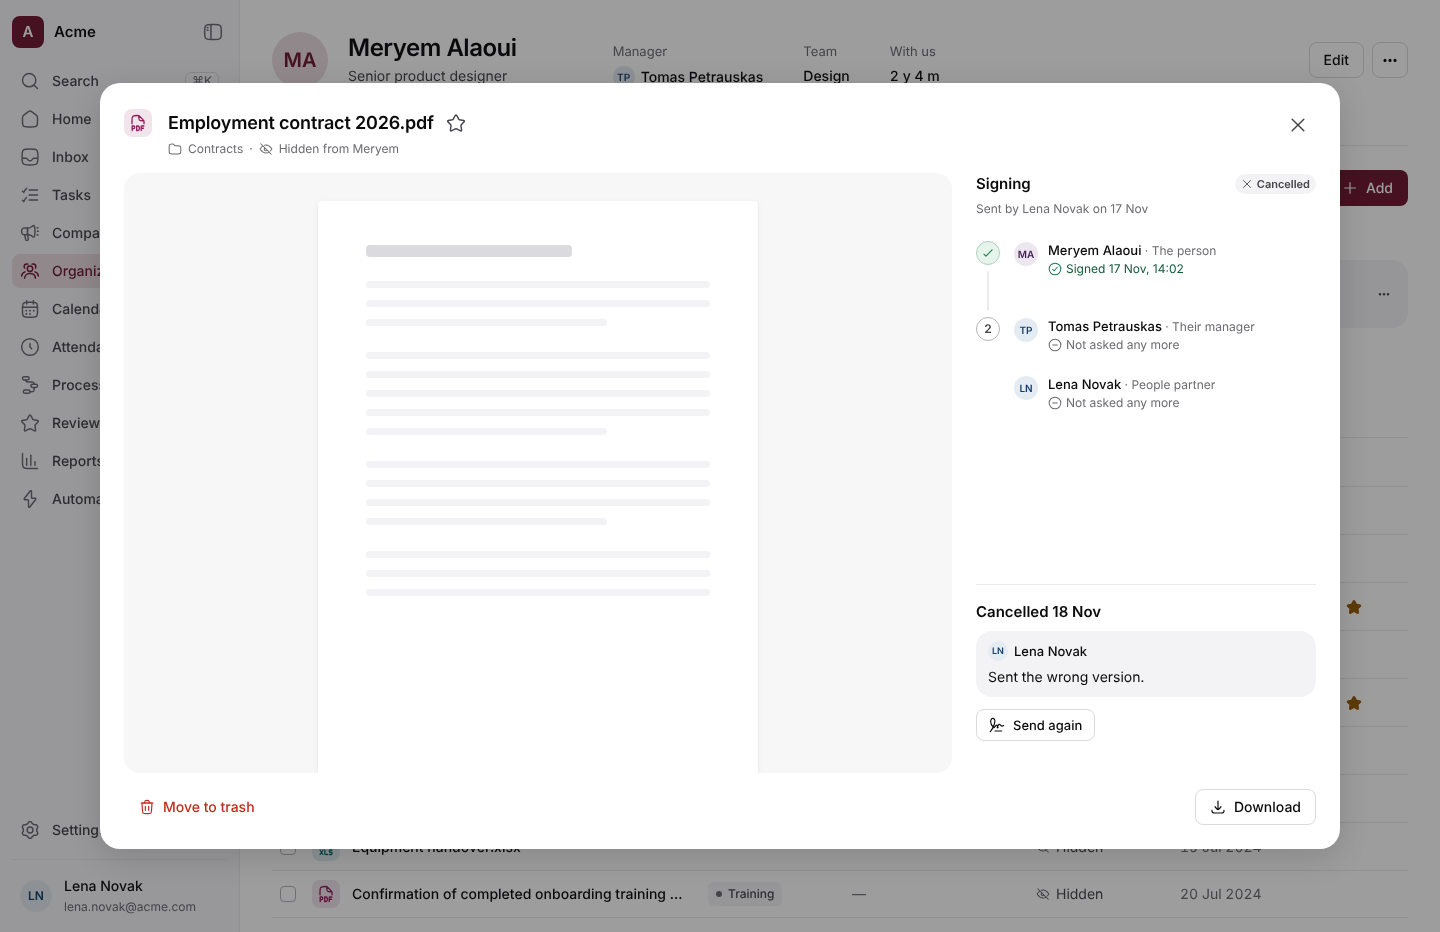 A Acme
Search ⌘K
Home
Inbox
Tasks
Compa
Organiz
Calend
Attenda
Process
Review
Reports
Automa
Setting
LN Lena Novak
lena.novak@acme.com
MA Meryem Alaoui
Senior product designer
Manager
TP Tomas Petrauskas
Team
Design
With us
2 y 4 m
Edit
Add
PDF Employment contract 2026.pdf
Contracts · Hidden from Meryem
Signing Cancelled
Sent by Lena Novak on 17 Nov
MA Meryem Alaoui · The person
Signed 17 Nov, 14:02
2 TP Tomas Petrauskas · Their manager
Not asked any more
LN Lena Novak · People partner
Not asked any more
Cancelled 18 Nov
LN Lena Novak
Sent the wrong version.
Send again
Move to trash
Download
XLS Equipment handover.xlsx Hidden
PDF Confirmation of completed onboarding training ... Training — Hidden 20 Jul 2024